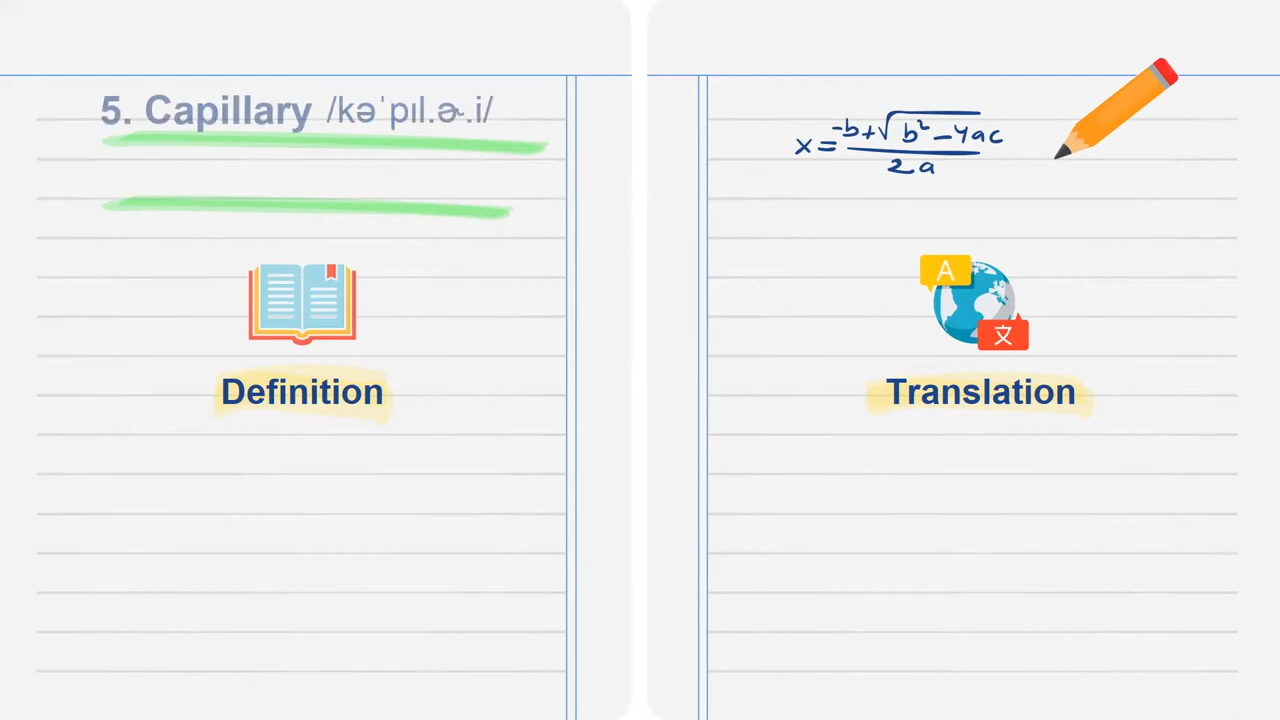 5. Capillary /kəˈpɪl.ɚ.i/
x = -b+√b²-4ac / 2a
A
文
Definition
Translation